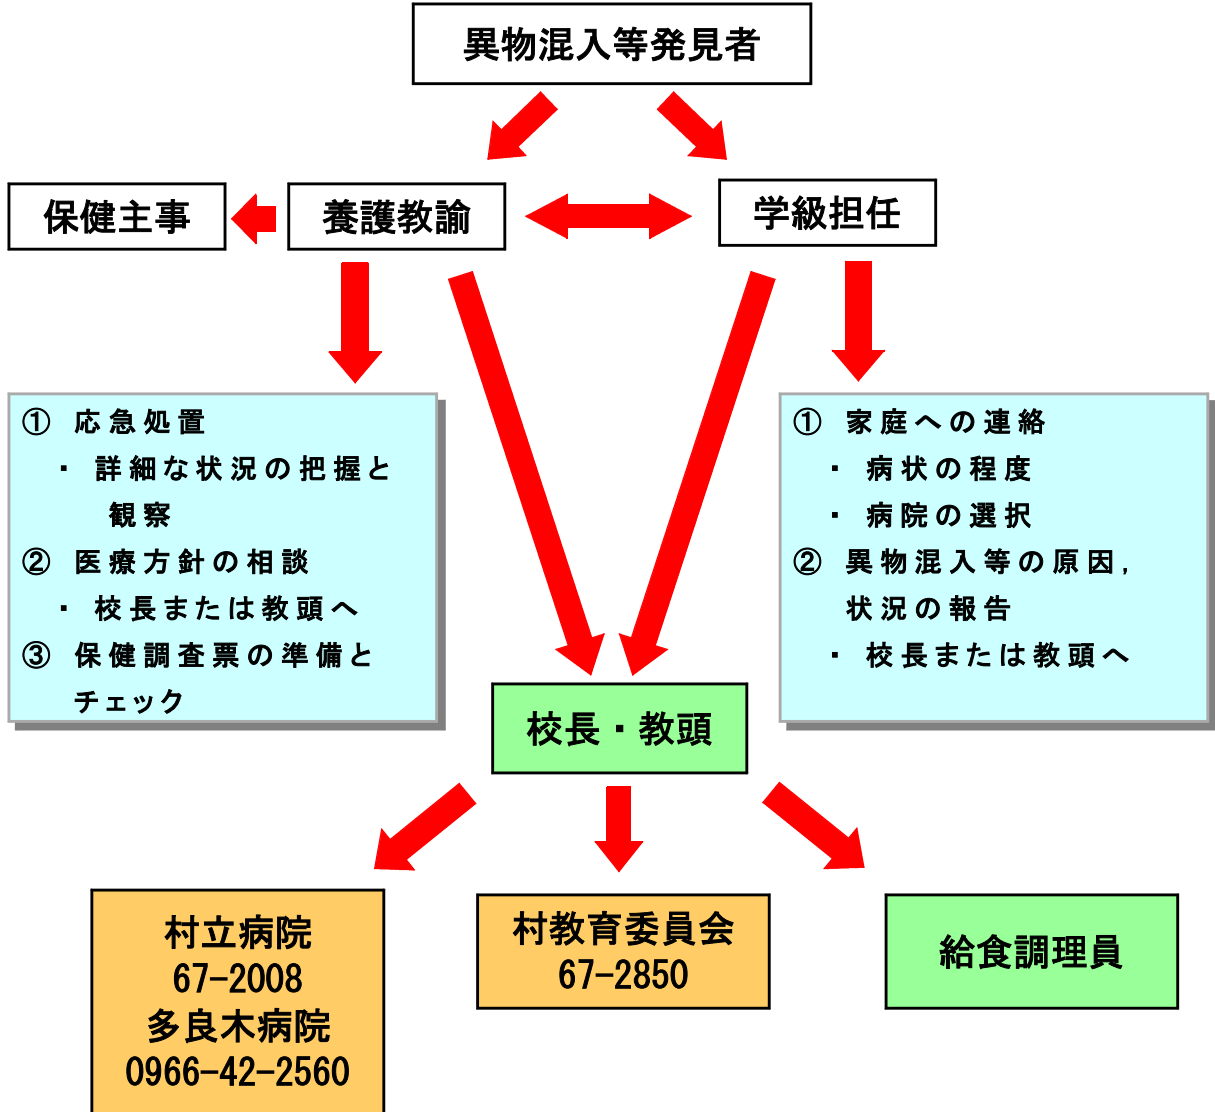 異物混入等発見者
保健主事
養護教諭
学級担任
① 応急処置
・ 詳細な状況の把握と
観察
② 医療方針の相談
・ 校長または教頭へ
③ 保健調査票の準備と
チェック
① 家庭への連絡
・ 病状の程度
・ 病院の選択
② 異物混入等の原因，
状況の報告
・ 校長または教頭へ
校長・教頭
村立病院
67-2008
多良木病院
0966-42-2560
村教育委員会
67-2850
給食調理員